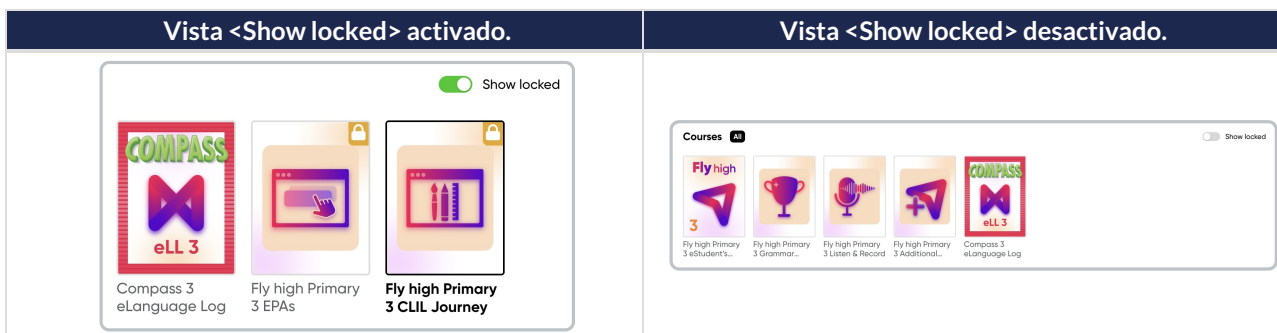 Vista <Show locked> activado.
Vista <Show locked> desactivado.
Show locked
COMPASS
eLL 3
Compass 3
eLanguage Log
Fly high Primary
3 EPAs
Fly high Primary
3 CLIL Journey
Courses All
Show locked
Fly high
3
COMPASS
eLL 3
Fly high Primary
3 eStudent's...
Fly high Primary
3 Grammar...
Fly high Primary
3 Listen & Record
Fly high Primary
3 Additional...
Compass 3
eLanguage Log